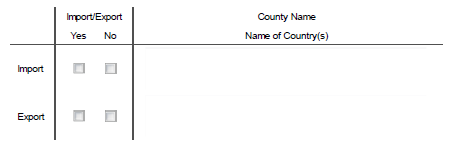 Import/Export County Name
Yes No Name of Country(s)
Import
Export